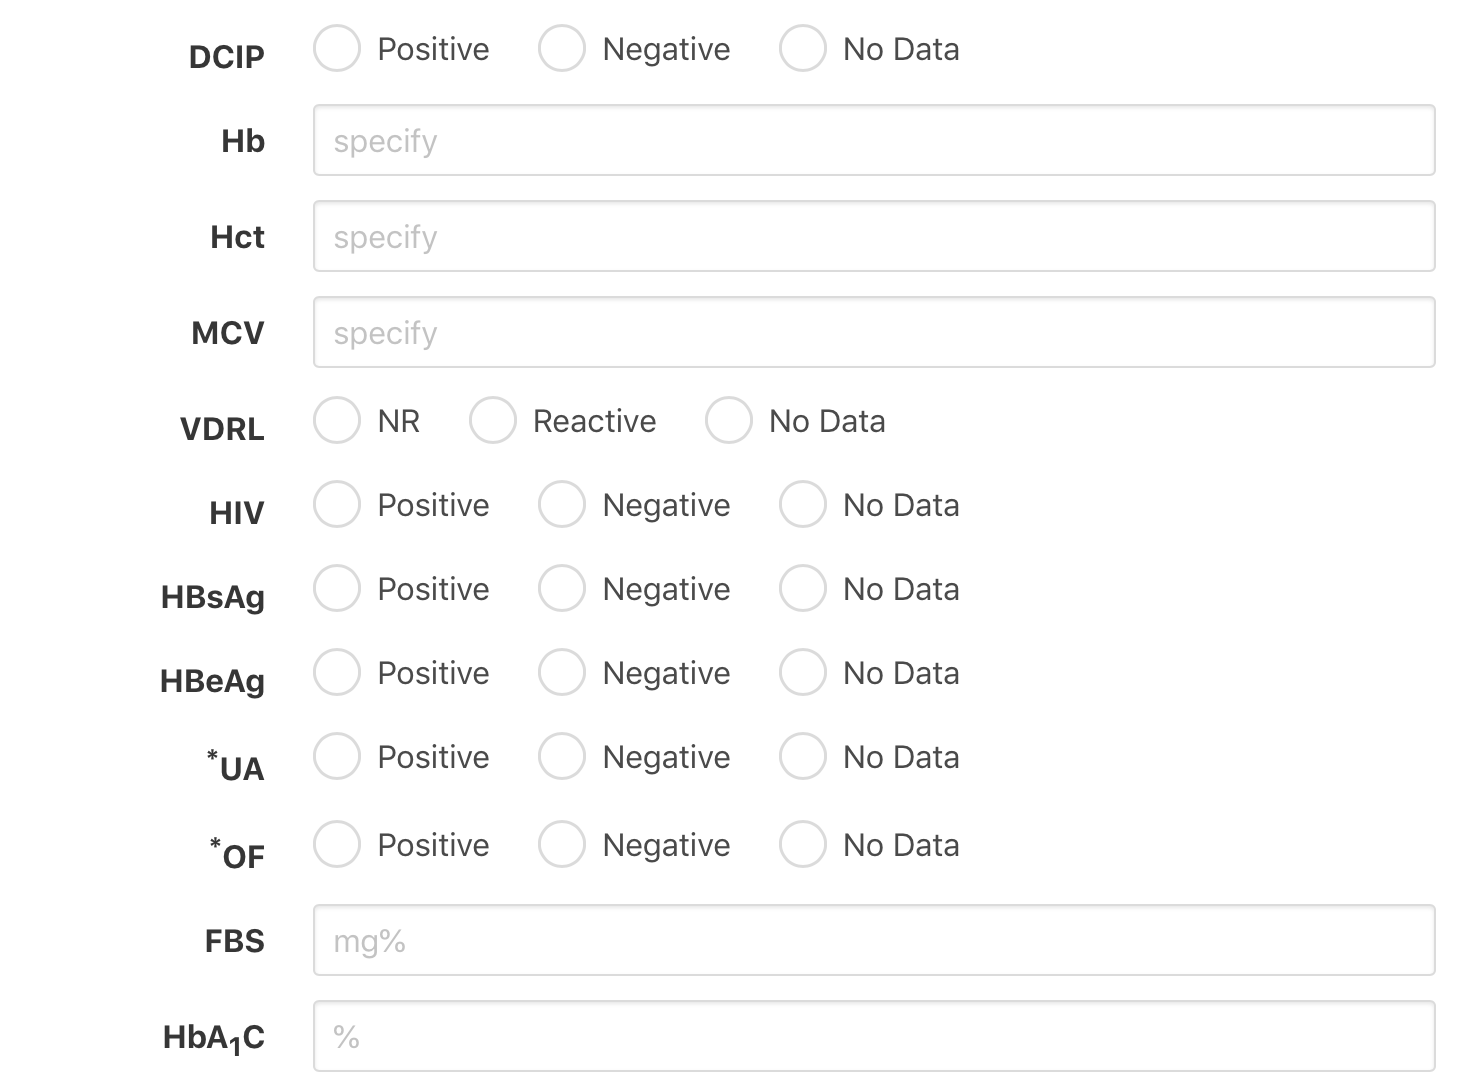 DCIP Positive Negative No Data
Hb specify
Hct specify
MCV specify
VDRL NR Reactive No Data
HIV Positive Negative No Data
HBsAg Positive Negative No Data
HBeAg Positive Negative No Data
*UA Positive Negative No Data
*OF Positive Negative No Data
FBS mg%
HbA₁C %